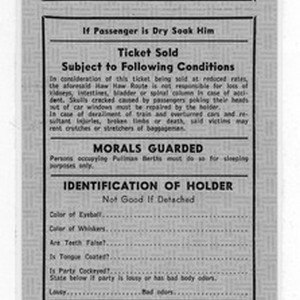 If Passenger is Dry Soak Him
Ticket Sold
Subject to Following Conditions
In consideration of this ticket being sold at reduced rates,
the aforesaid Haw Haw Route is not responsible for loss of
kidneys, intestines, bladder or spinal column in case of acci-
dent. Skulls cracked caused by passengers poking their heads
out of car windows must be repaired by the holder.
In case of derailment of train and overturned cars and re-
sultant injuries, broken limbs or death, said victims may
rent crutches or stretchers of baggageman.
MORALS GUARDED
Persons occupying Pullman Berths must do so for sleeping
purposes only.
IDENTIFICATION OF HOLDER
Not Good If Detached
Color of Eyeball
Color of Whiskers
Are Teeth False?
Is Tongue Coated?
Is Party Cockeyed?
State below if party is lousy or has bad body odors.
Lousy Bad odors